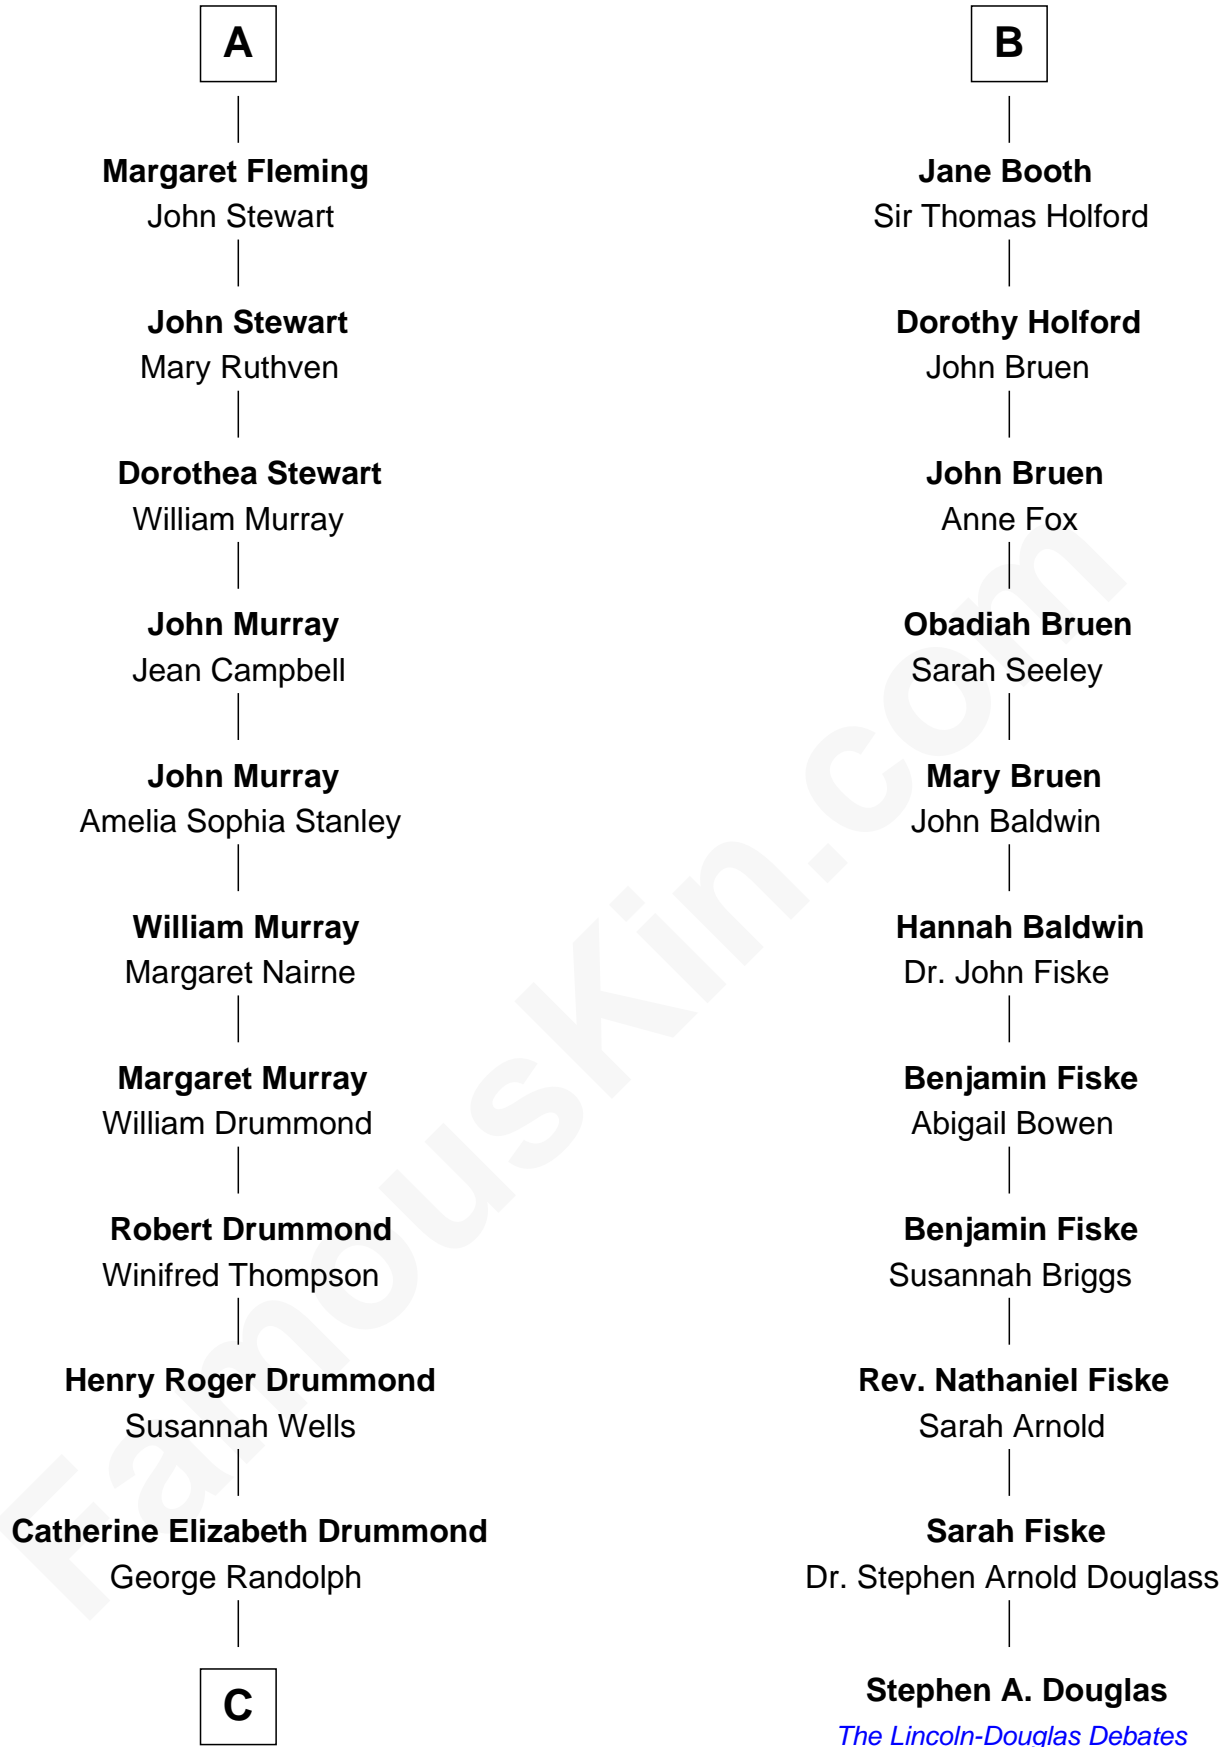 A
Margaret Fleming
John Stewart
John Stewart
Mary Ruthven
Dorothea Stewart
William Murray
John Murray
Jean Campbell
John Murray
Amelia Sophia Stanley
William Murray
Margaret Nairne
Margaret Murray
William Drummond
Robert Drummond
Winifred Thompson
Henry Roger Drummond
Susannah Wells
Catherine Elizabeth Drummond
George Randolph
C
B
Jane Booth
Sir Thomas Holford
Dorothy Holford
John Bruen
John Bruen
Anne Fox
Obadiah Bruen
Sarah Seeley
Mary Bruen
John Baldwin
Hannah Baldwin
Dr. John Fiske
Benjamin Fiske
Abigail Bowen
Benjamin Fiske
Susannah Briggs
Rev. Nathaniel Fiske
Sarah Arnold
Sarah Fiske
Dr. Stephen Arnold Douglass
Stephen A. Douglas
The Lincoln-Douglas Debates
FamousKin.com